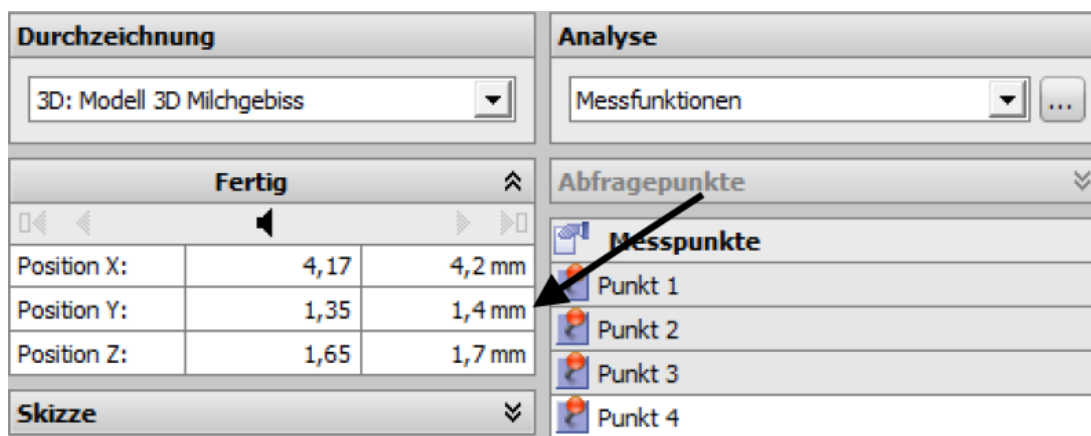 Durchzeichnung
3D: Modell 3D Milchgebiss
Fertig
Position X: 4,17 4,2 mm
Position Y: 1,35 1,4 mm
Position Z: 1,65 1,7 mm
Skizze
Analyse
Messfunktionen ...
Abfragepunkte
Messpunkte
Punkt 1
Punkt 2
Punkt 3
Punkt 4